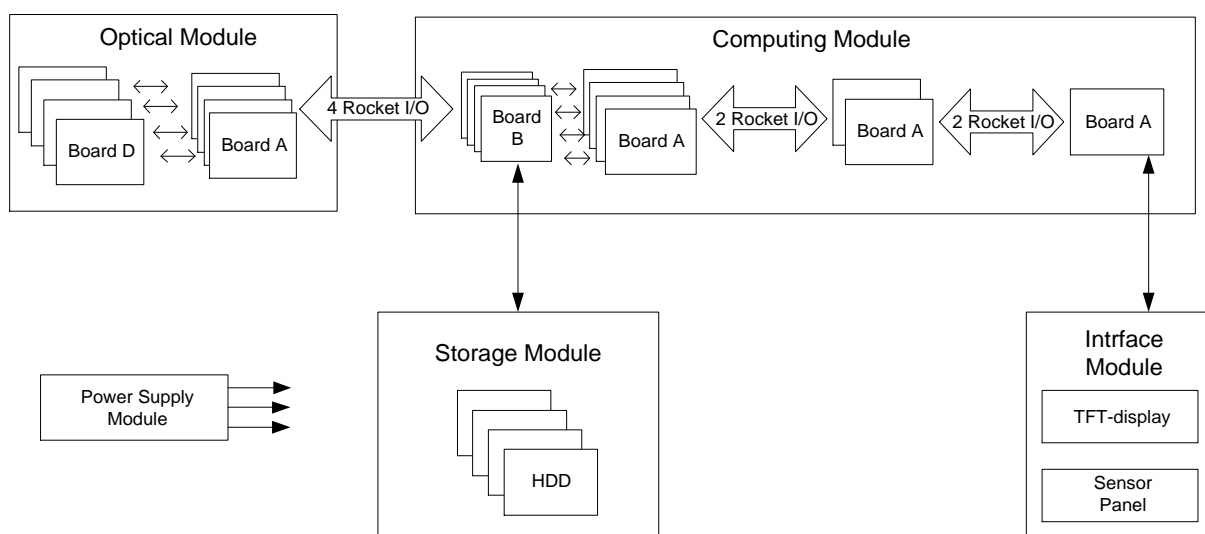 Optical Module
Board D
Board A
4 Rocket I/O
Computing Module
Board
B
Board A
2 Rocket I/O
Board A
2 Rocket I/O
Board A
Power Supply
Module
Storage Module
HDD
Intrface
Module
TFT-display
Sensor
Panel